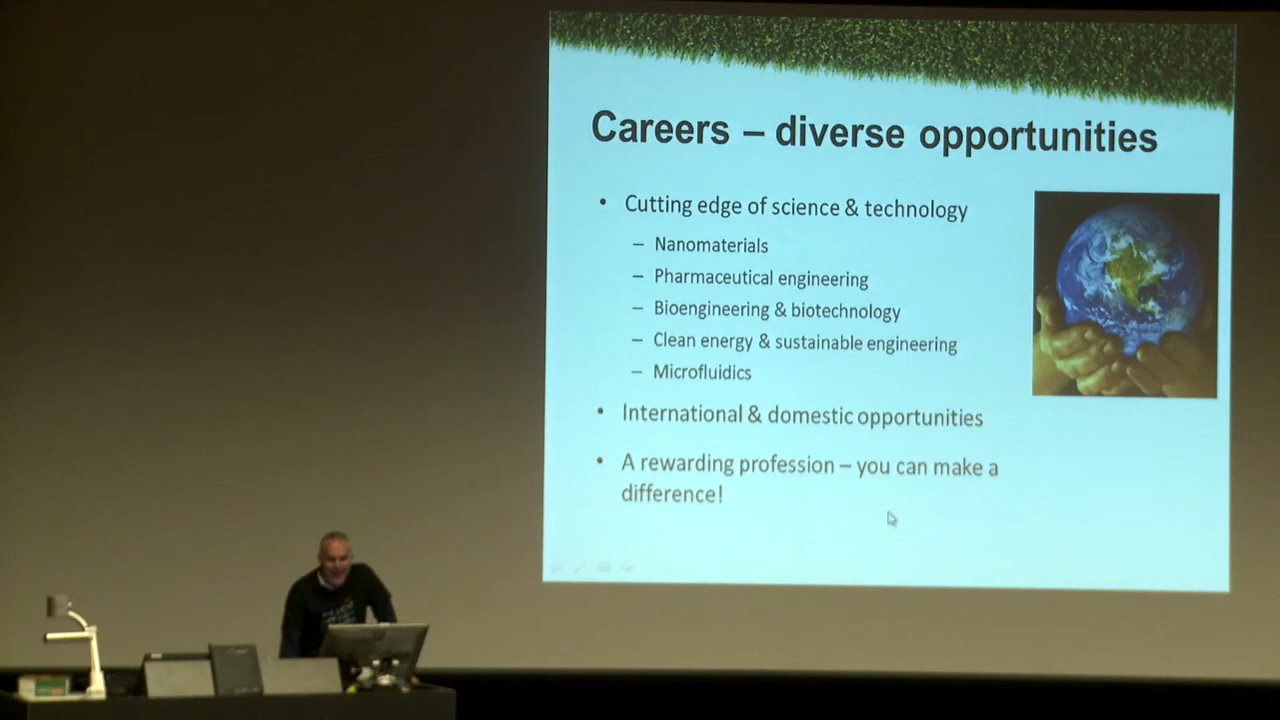 Careers – diverse opportunities
• Cutting edge of science & technology
– Nanomaterials
– Pharmaceutical engineering
– Bioengineering & biotechnology
– Clean energy & sustainable engineering
– Microfluidics
• International & domestic opportunities
• A rewarding profession – you can make a
difference!